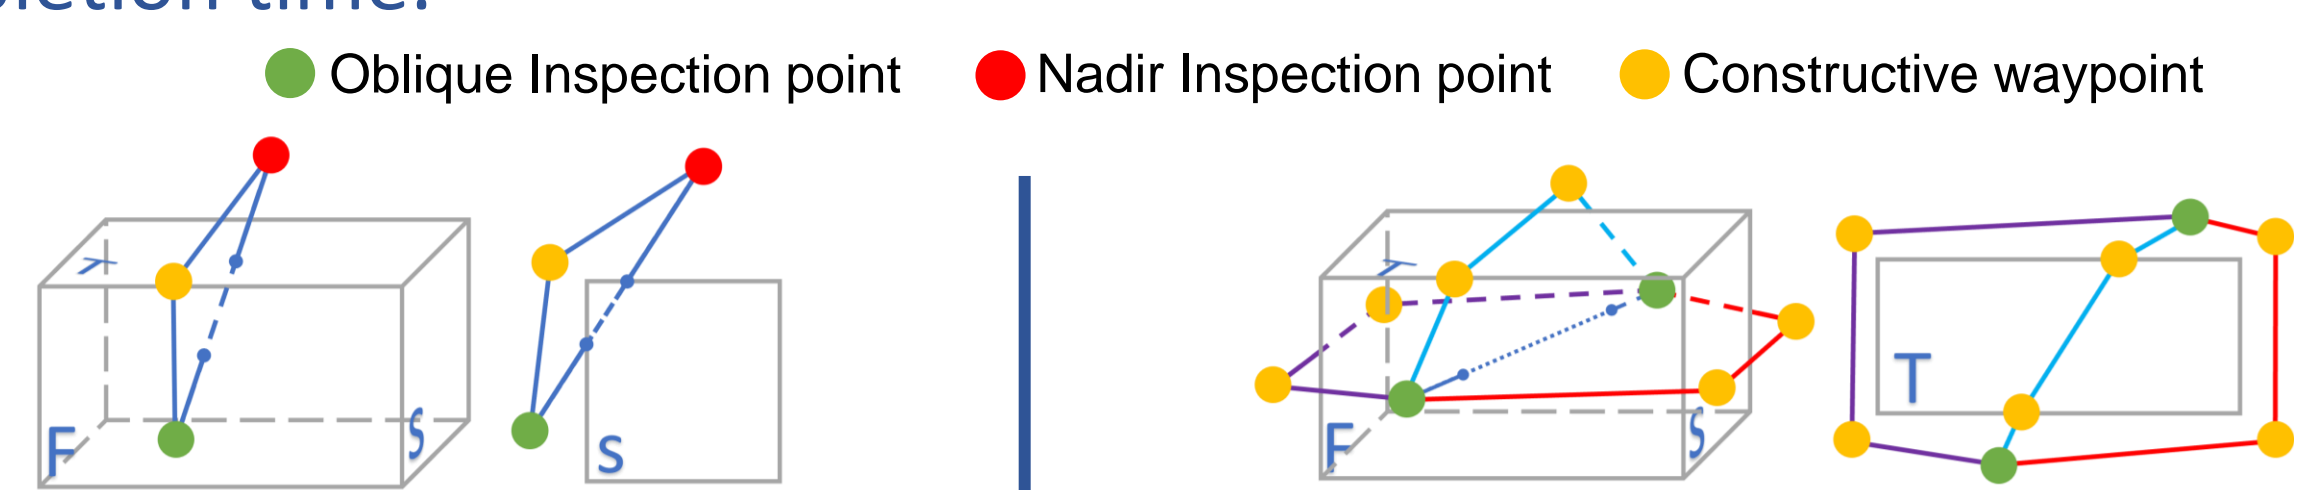 Oblique Inspection point Nadir Inspection point Constructive waypoint
T T
F S S F S T